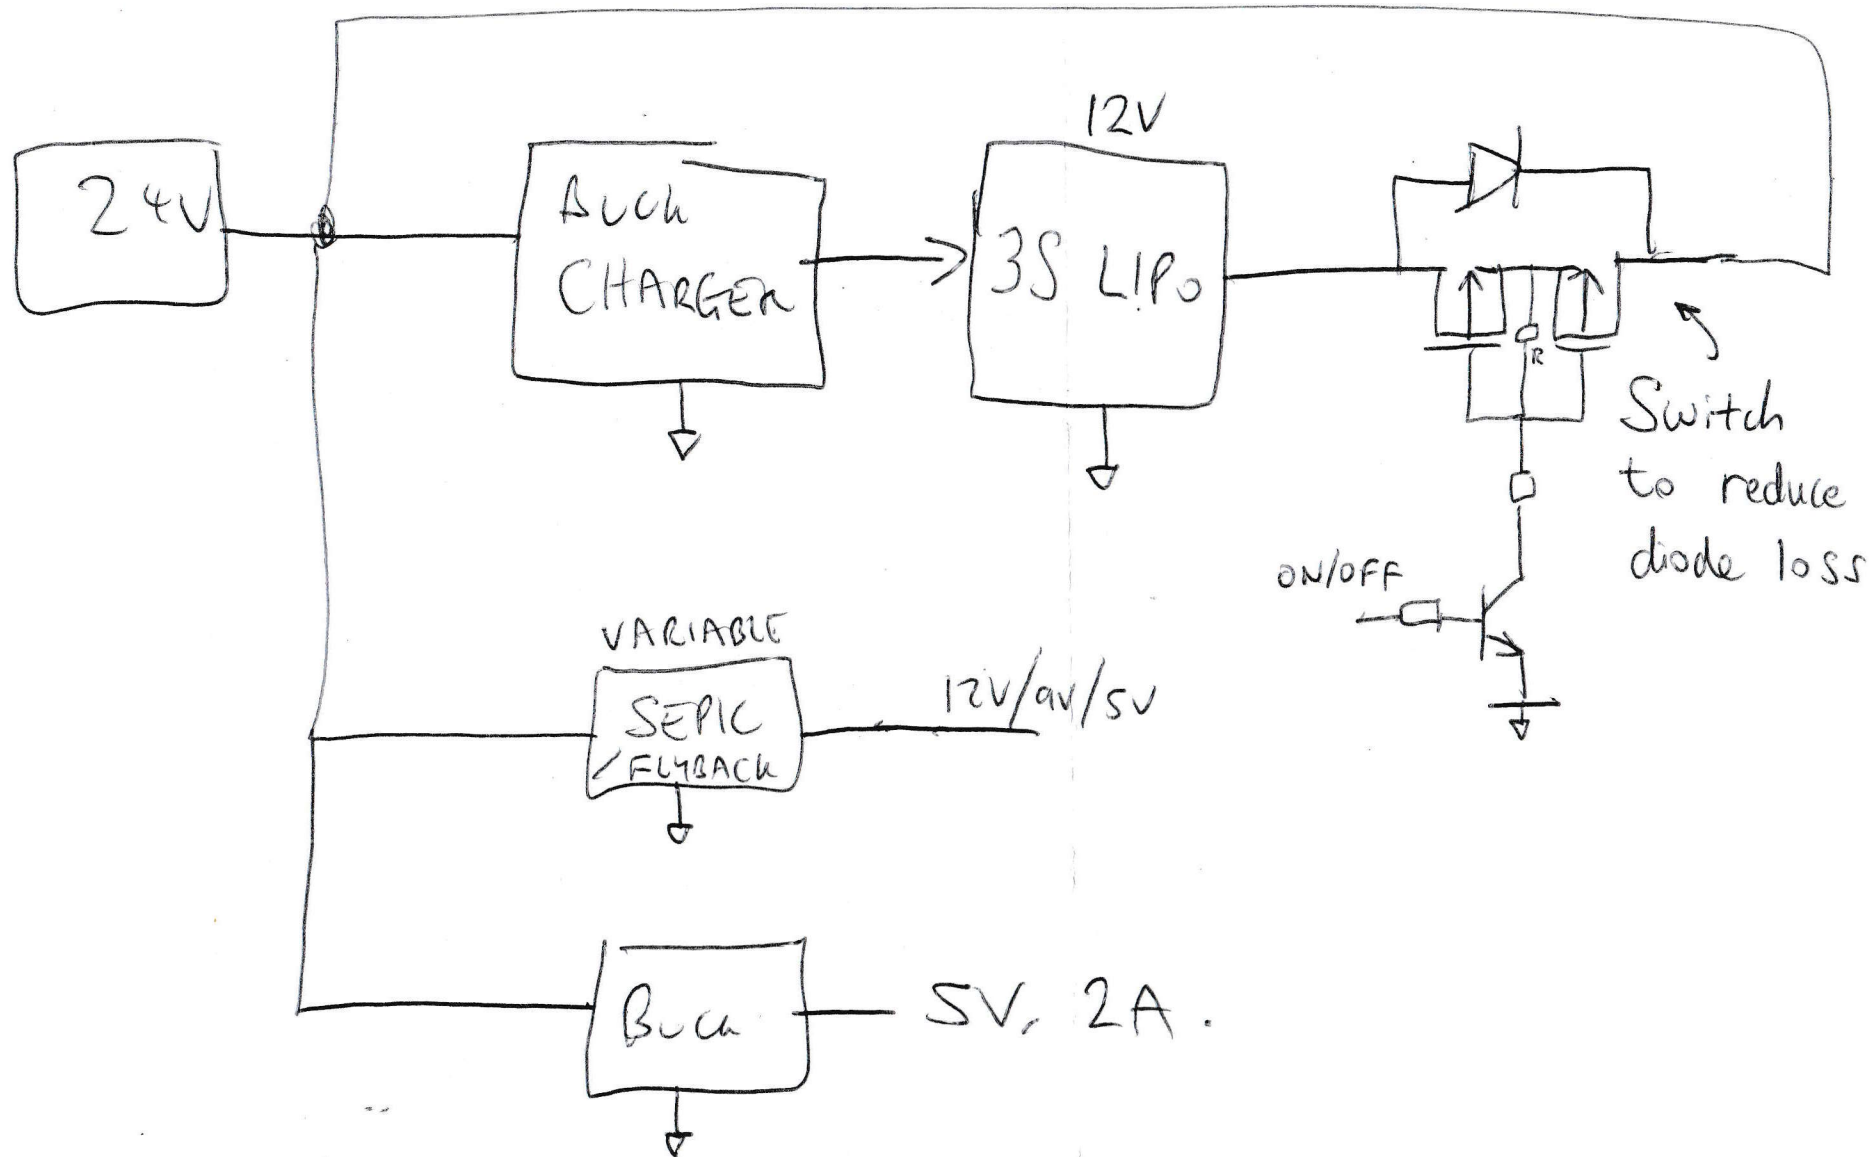 12V
24V
BUCK
CHARGER
3S LIPO
R
Switch
to reduce
diode loss
ON/OFF
VARIABLE
SEPIC
/FLYBACK
12V/9V/5V
BUCK
5V, 2A.